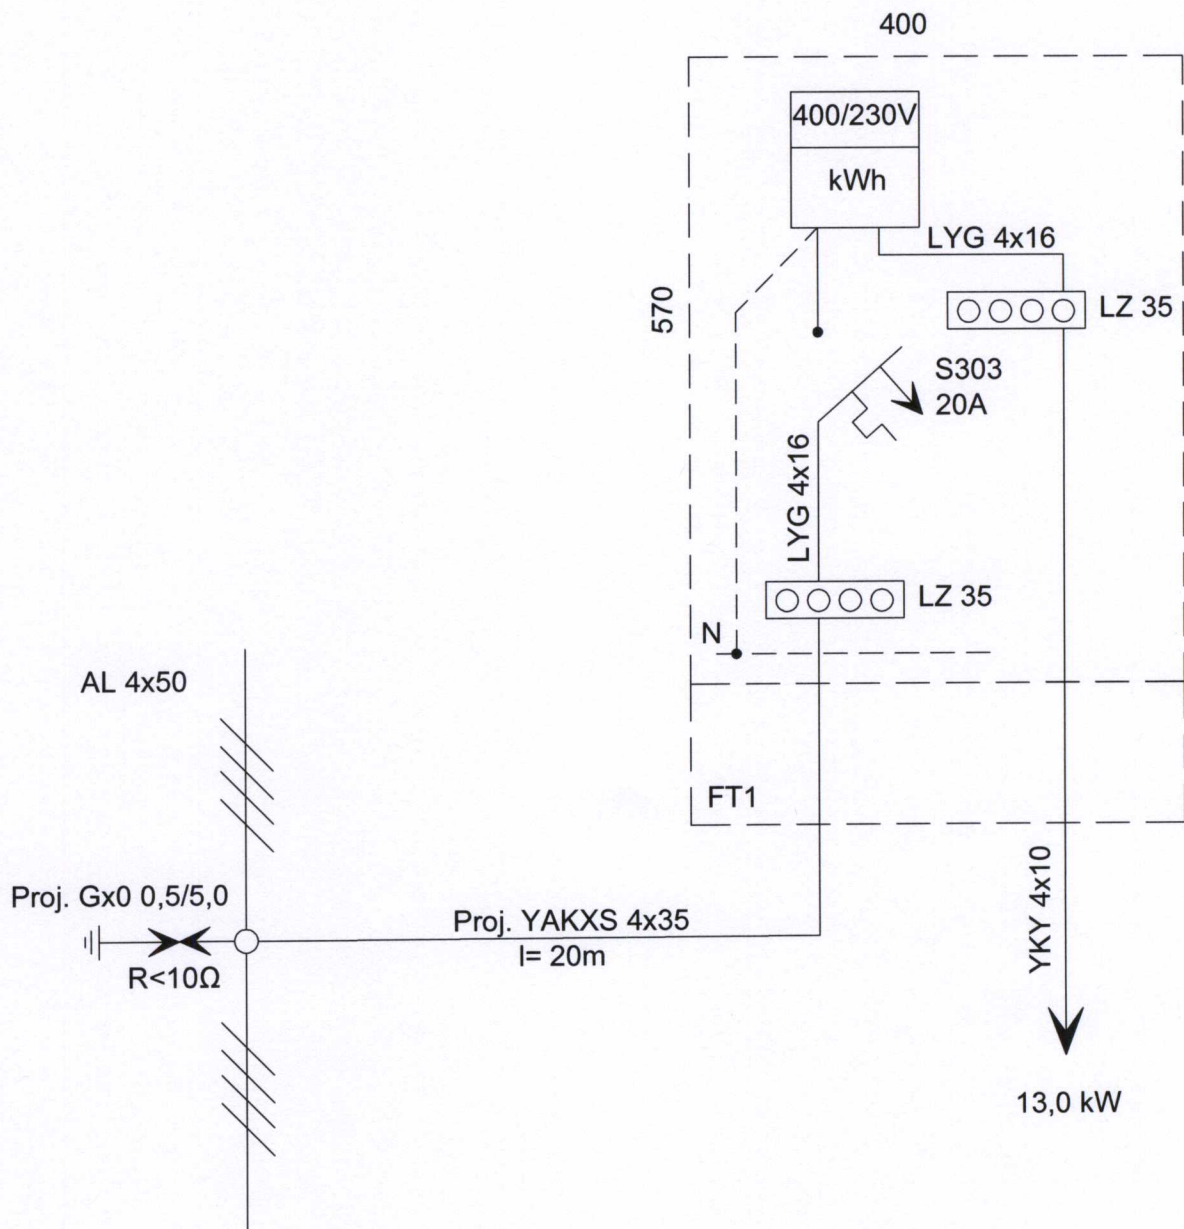 400
400/230V
kWh
LYG 4x16
570
LZ 35
S303
20A
LYG 4x16
LZ 35
N
AL 4x50
FT1
Proj. Gx0 0,5/5,0
Proj. YAKXS 4x35
l= 20m
R<10Ω
YKY 4x10
13,0 kW